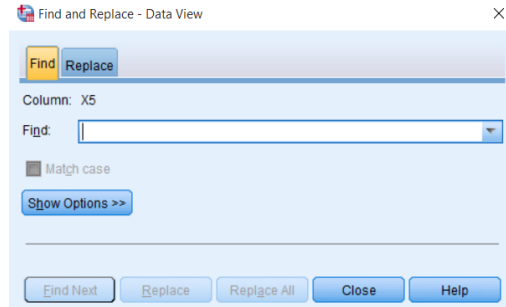 Find and Replace - Data View
Find Replace
Column: X5
Find:
Match case
Show Options >>
Find Next Replace Replace All Close Help